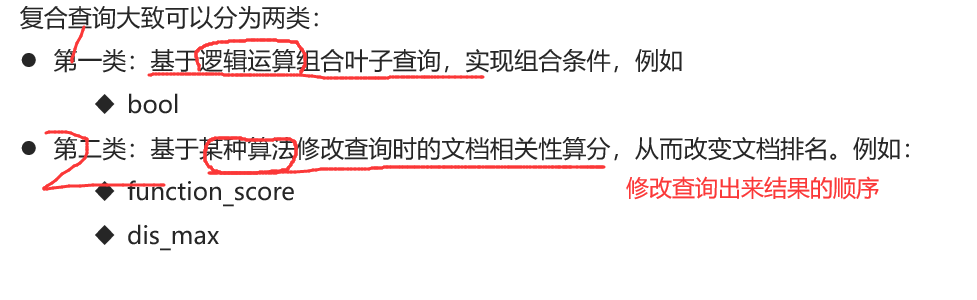 复合查询大致可以分为两类：
● 第一类：基于逻辑运算组合叶子查询，实现组合条件，例如
◆ bool
● 第二类：基于某种算法修改查询时的文档相关性算分，从而改变文档排名。例如：
◆ function_score
修改查询出来结果的顺序
◆ dis_max